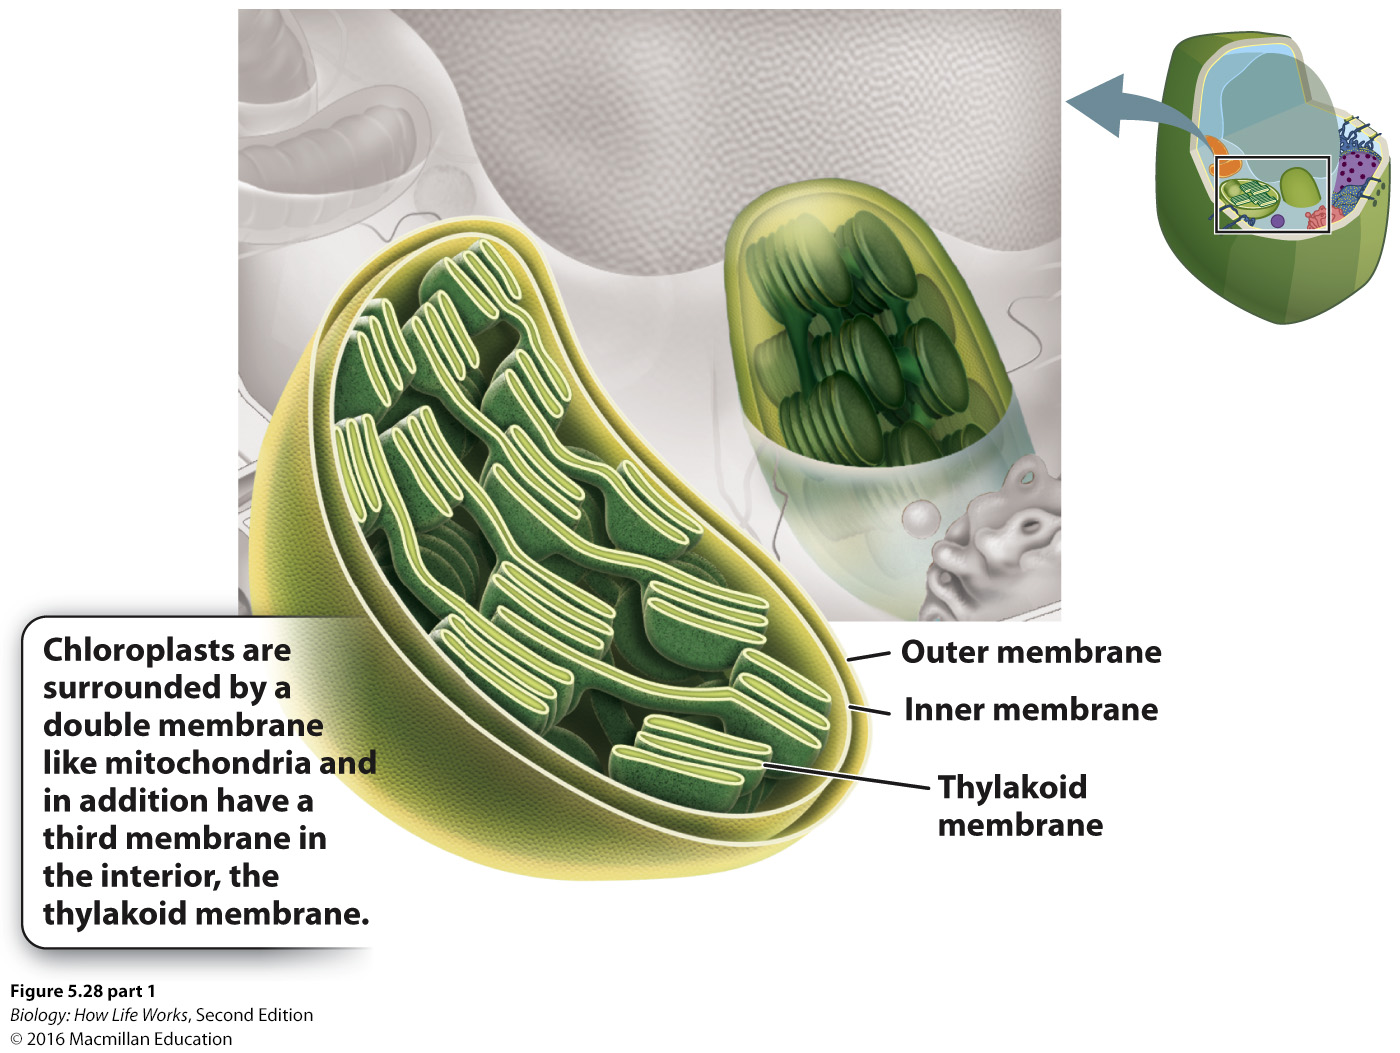 Chloroplasts are
surrounded by a
double membrane
like mitochondria and
in addition have a
third membrane in
the interior, the
thylakoid membrane.
Outer membrane
Inner membrane
Thylakoid
membrane
Figure 5.28 part 1
Biology: How Life Works, Second Edition
© 2016 Macmillan Education